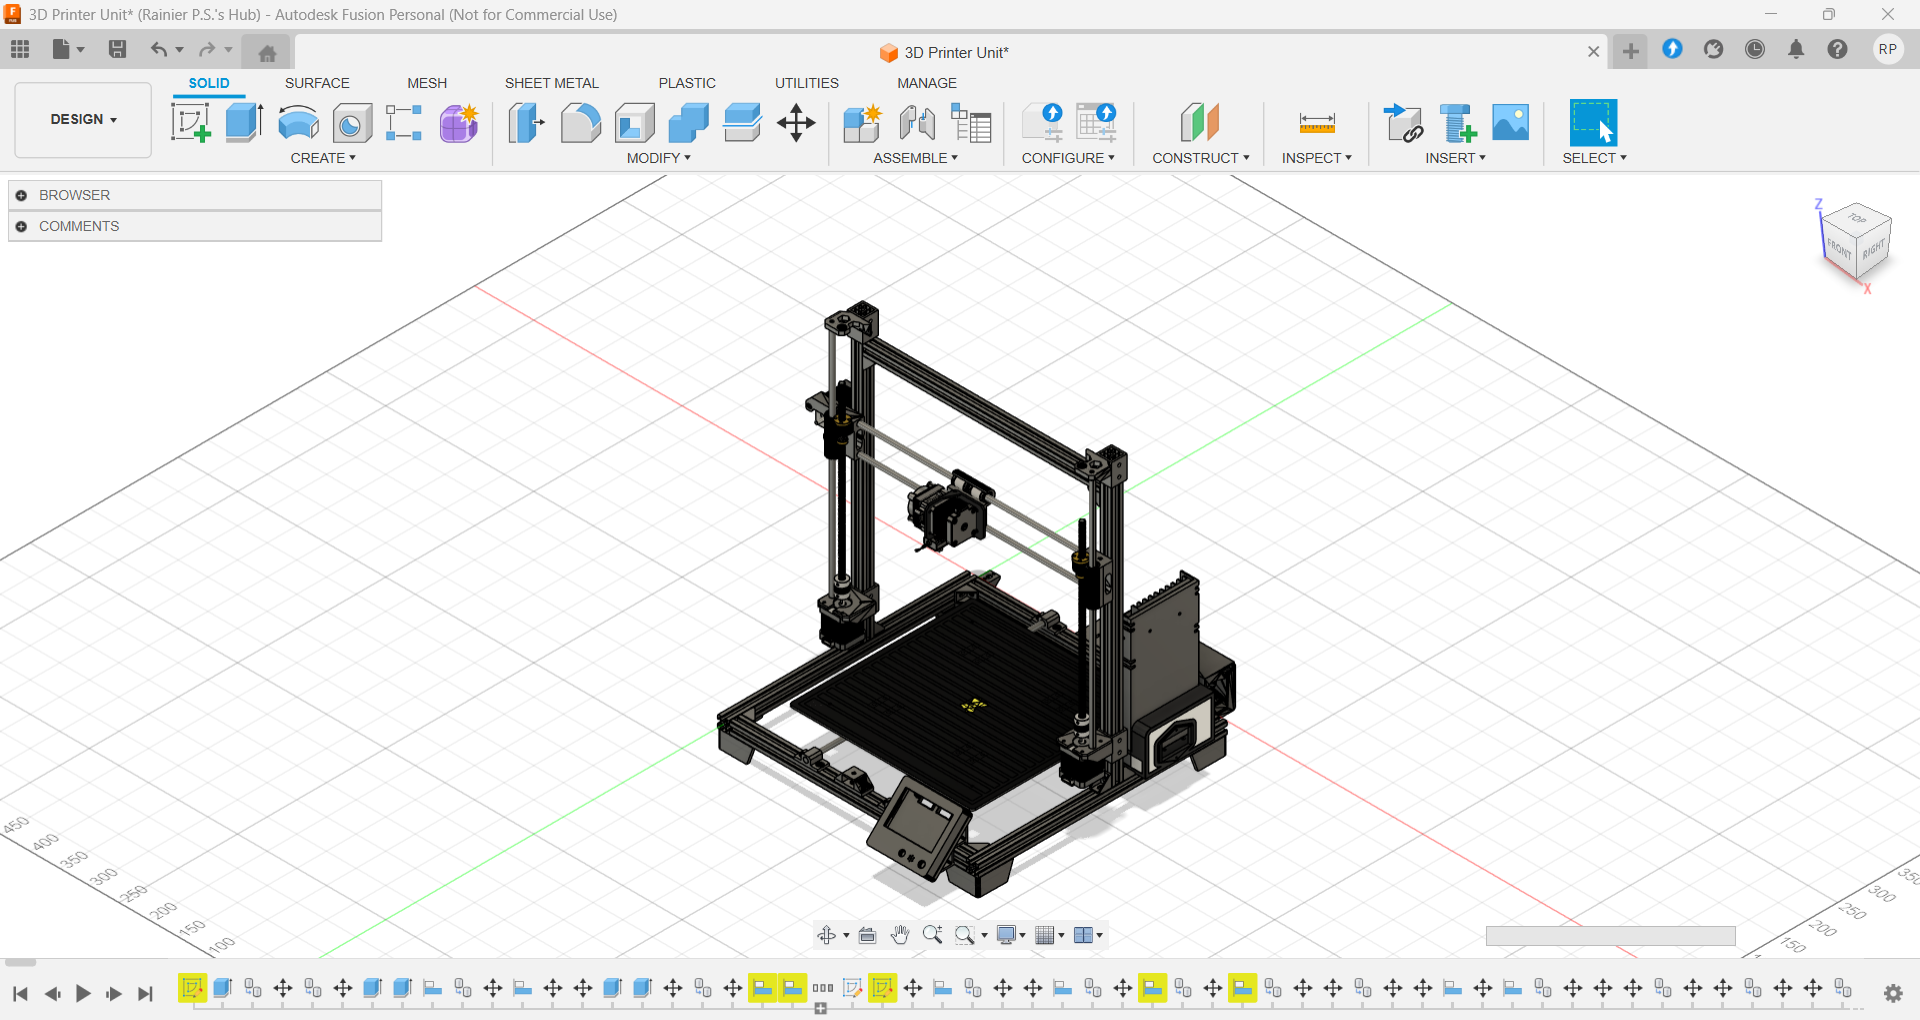 3D Printer Unit* (Rainier P.S.'s Hub) - Autodesk Fusion Personal (Not for Commercial Use)
3D Printer Unit*
RP
SOLID SURFACE MESH SHEET METAL PLASTIC UTILITIES MANAGE
DESIGN
CREATE MODIFY ASSEMBLE CONFIGURE CONSTRUCT INSPECT INSERT SELECT
BROWSER
COMMENTS
Z
TOP
FRONT
RIGHT
X
450
400
350
300
250
200
150
100
350
300
250
200
150